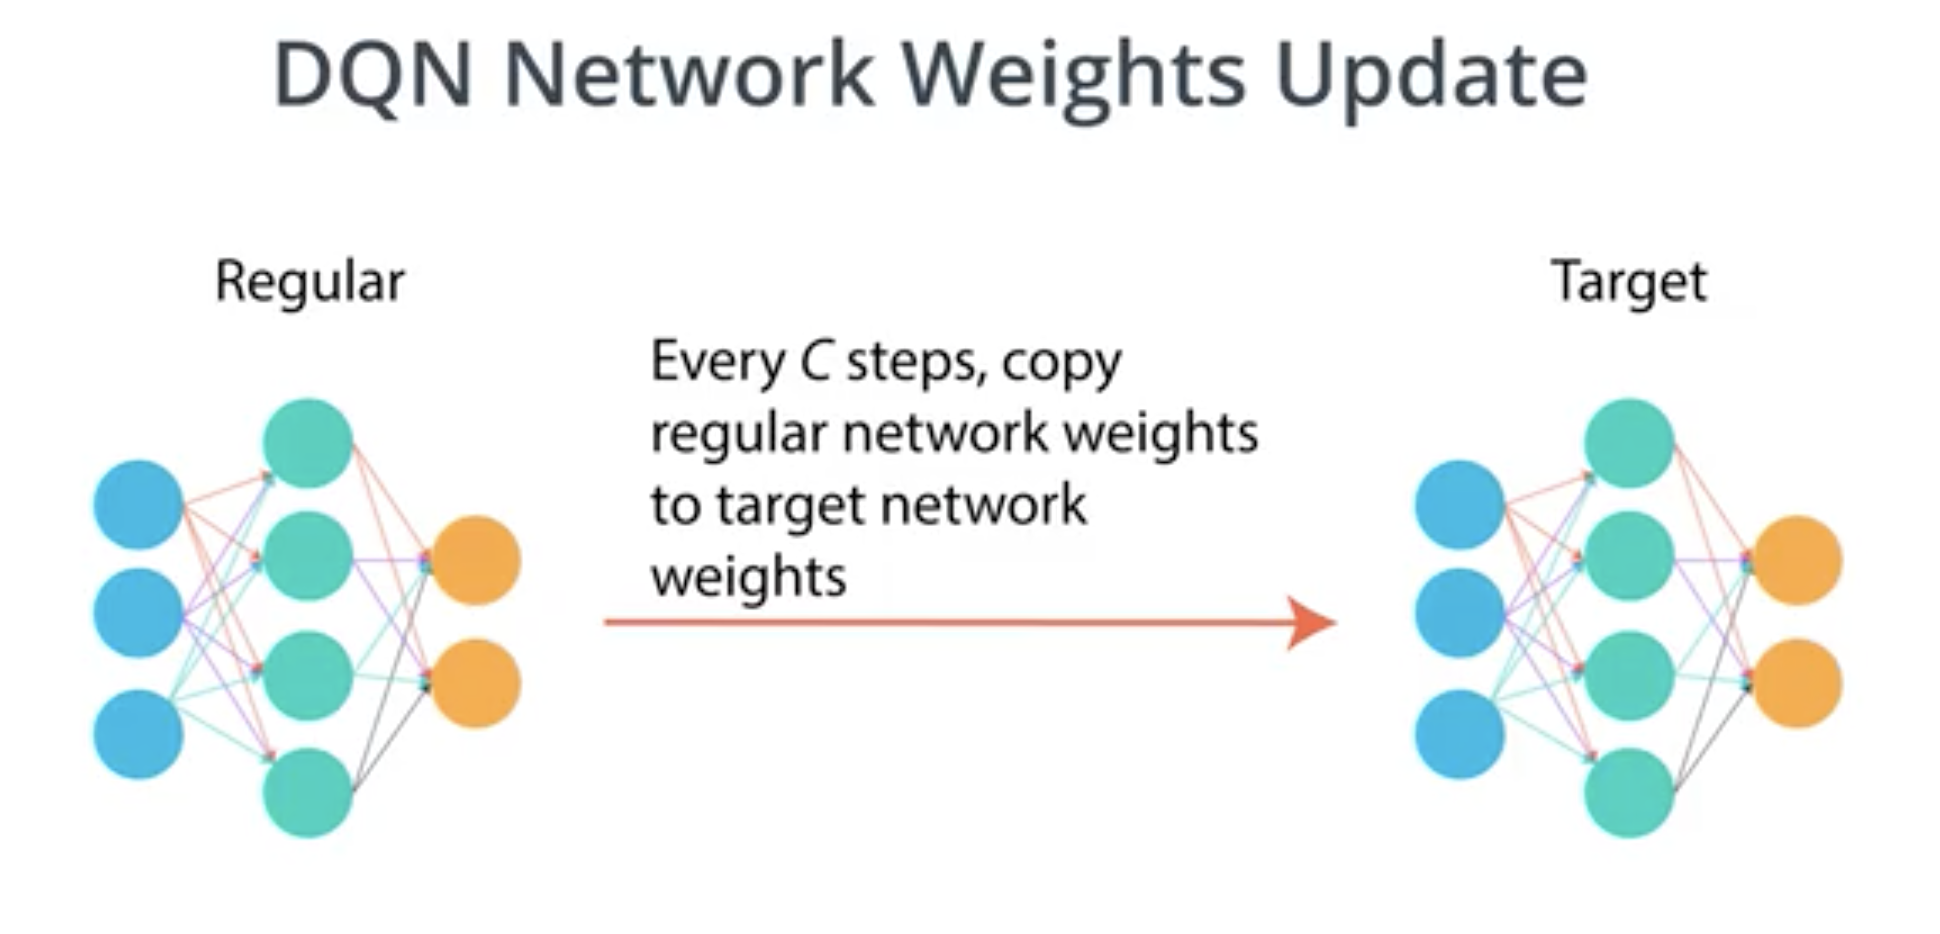 DQN Network Weights Update
Regular
Target
Every C steps, copy
regular network weights
to target network
weights